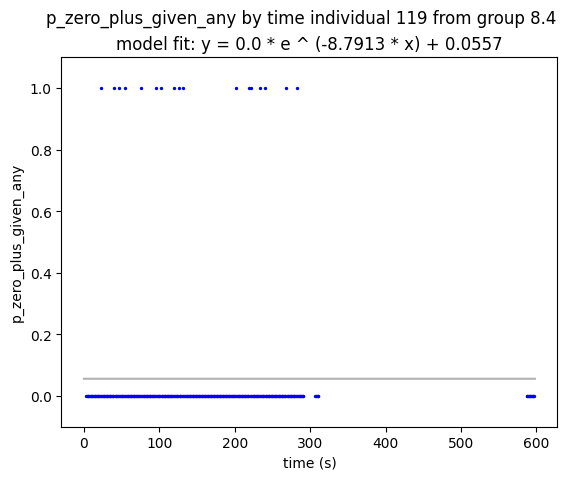 p_zero_plus_given_any by time individual 119 from group 8.4
model fit: y = 0.0 * e ^ (-8.7913 * x) + 0.0557
1.0
0.8
0.6
0.4
0.2
0.0
p_zero_plus_given_any
0 100 200 300 400 500 600
time (s)